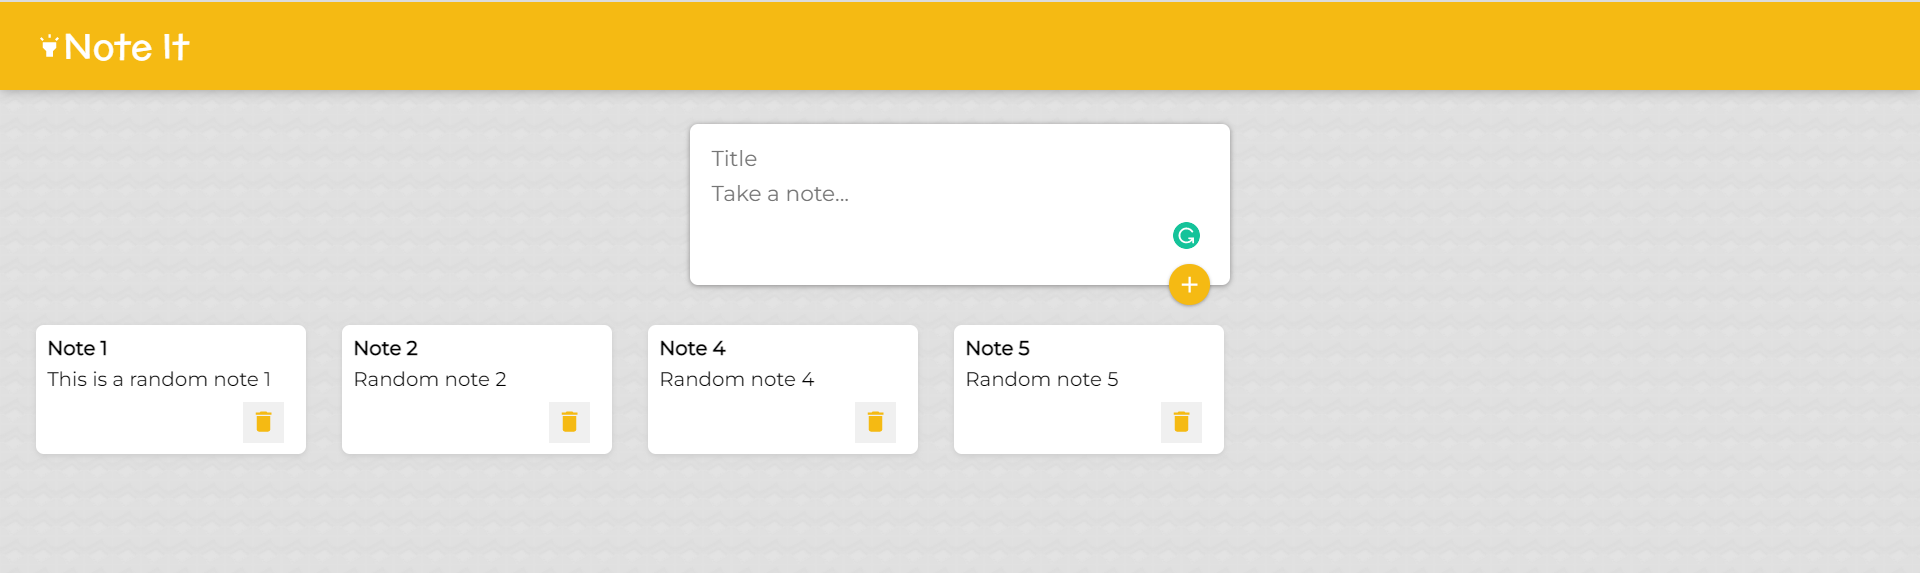 Note It
Title
Take a note...
Note 1
This is a random note 1
Note 2
Random note 2
Note 4
Random note 4
Note 5
Random note 5